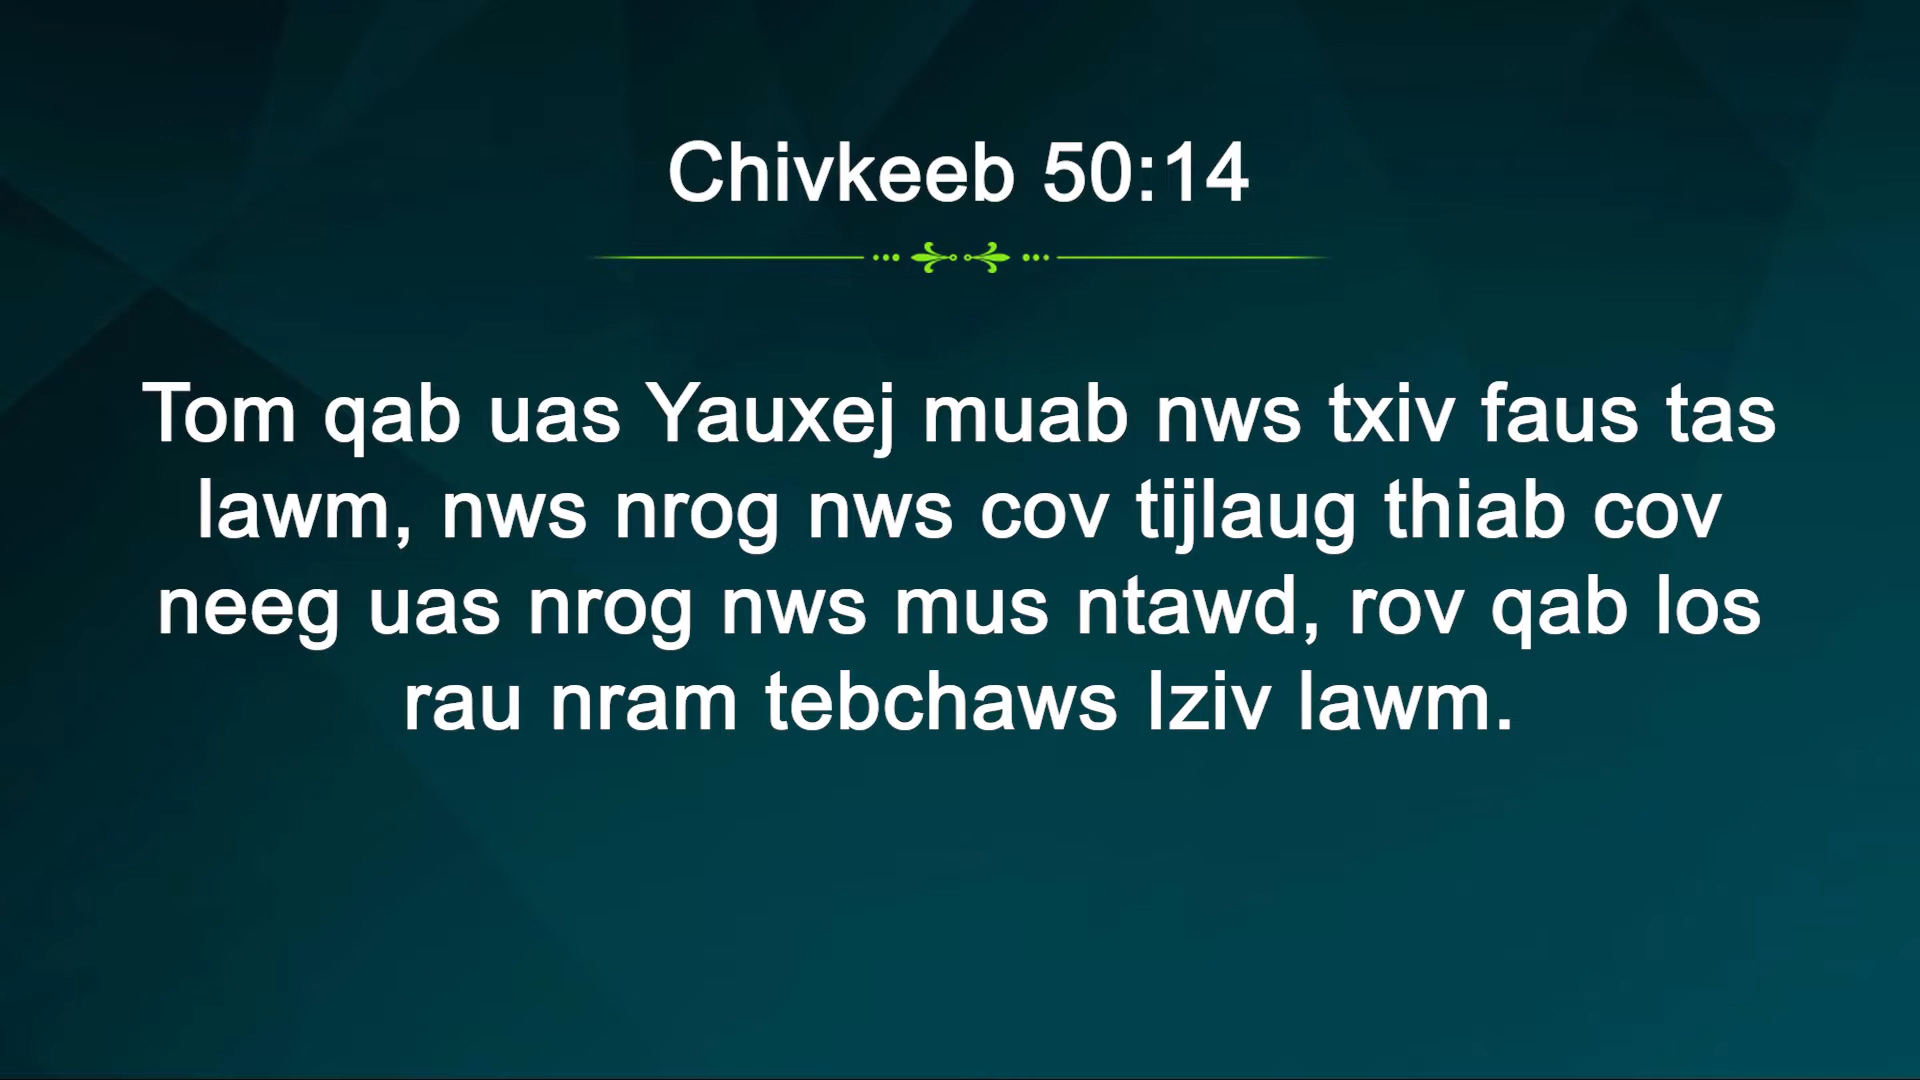 Chivkeeb 50:14
Tom qab uas Yauxej muab nws txiv faus tas
lawm, nws nrog nws cov tijlaug thiab cov
neeg uas nrog nws mus ntawd, rov qab los
rau nram tebchaws Iziv lawm.